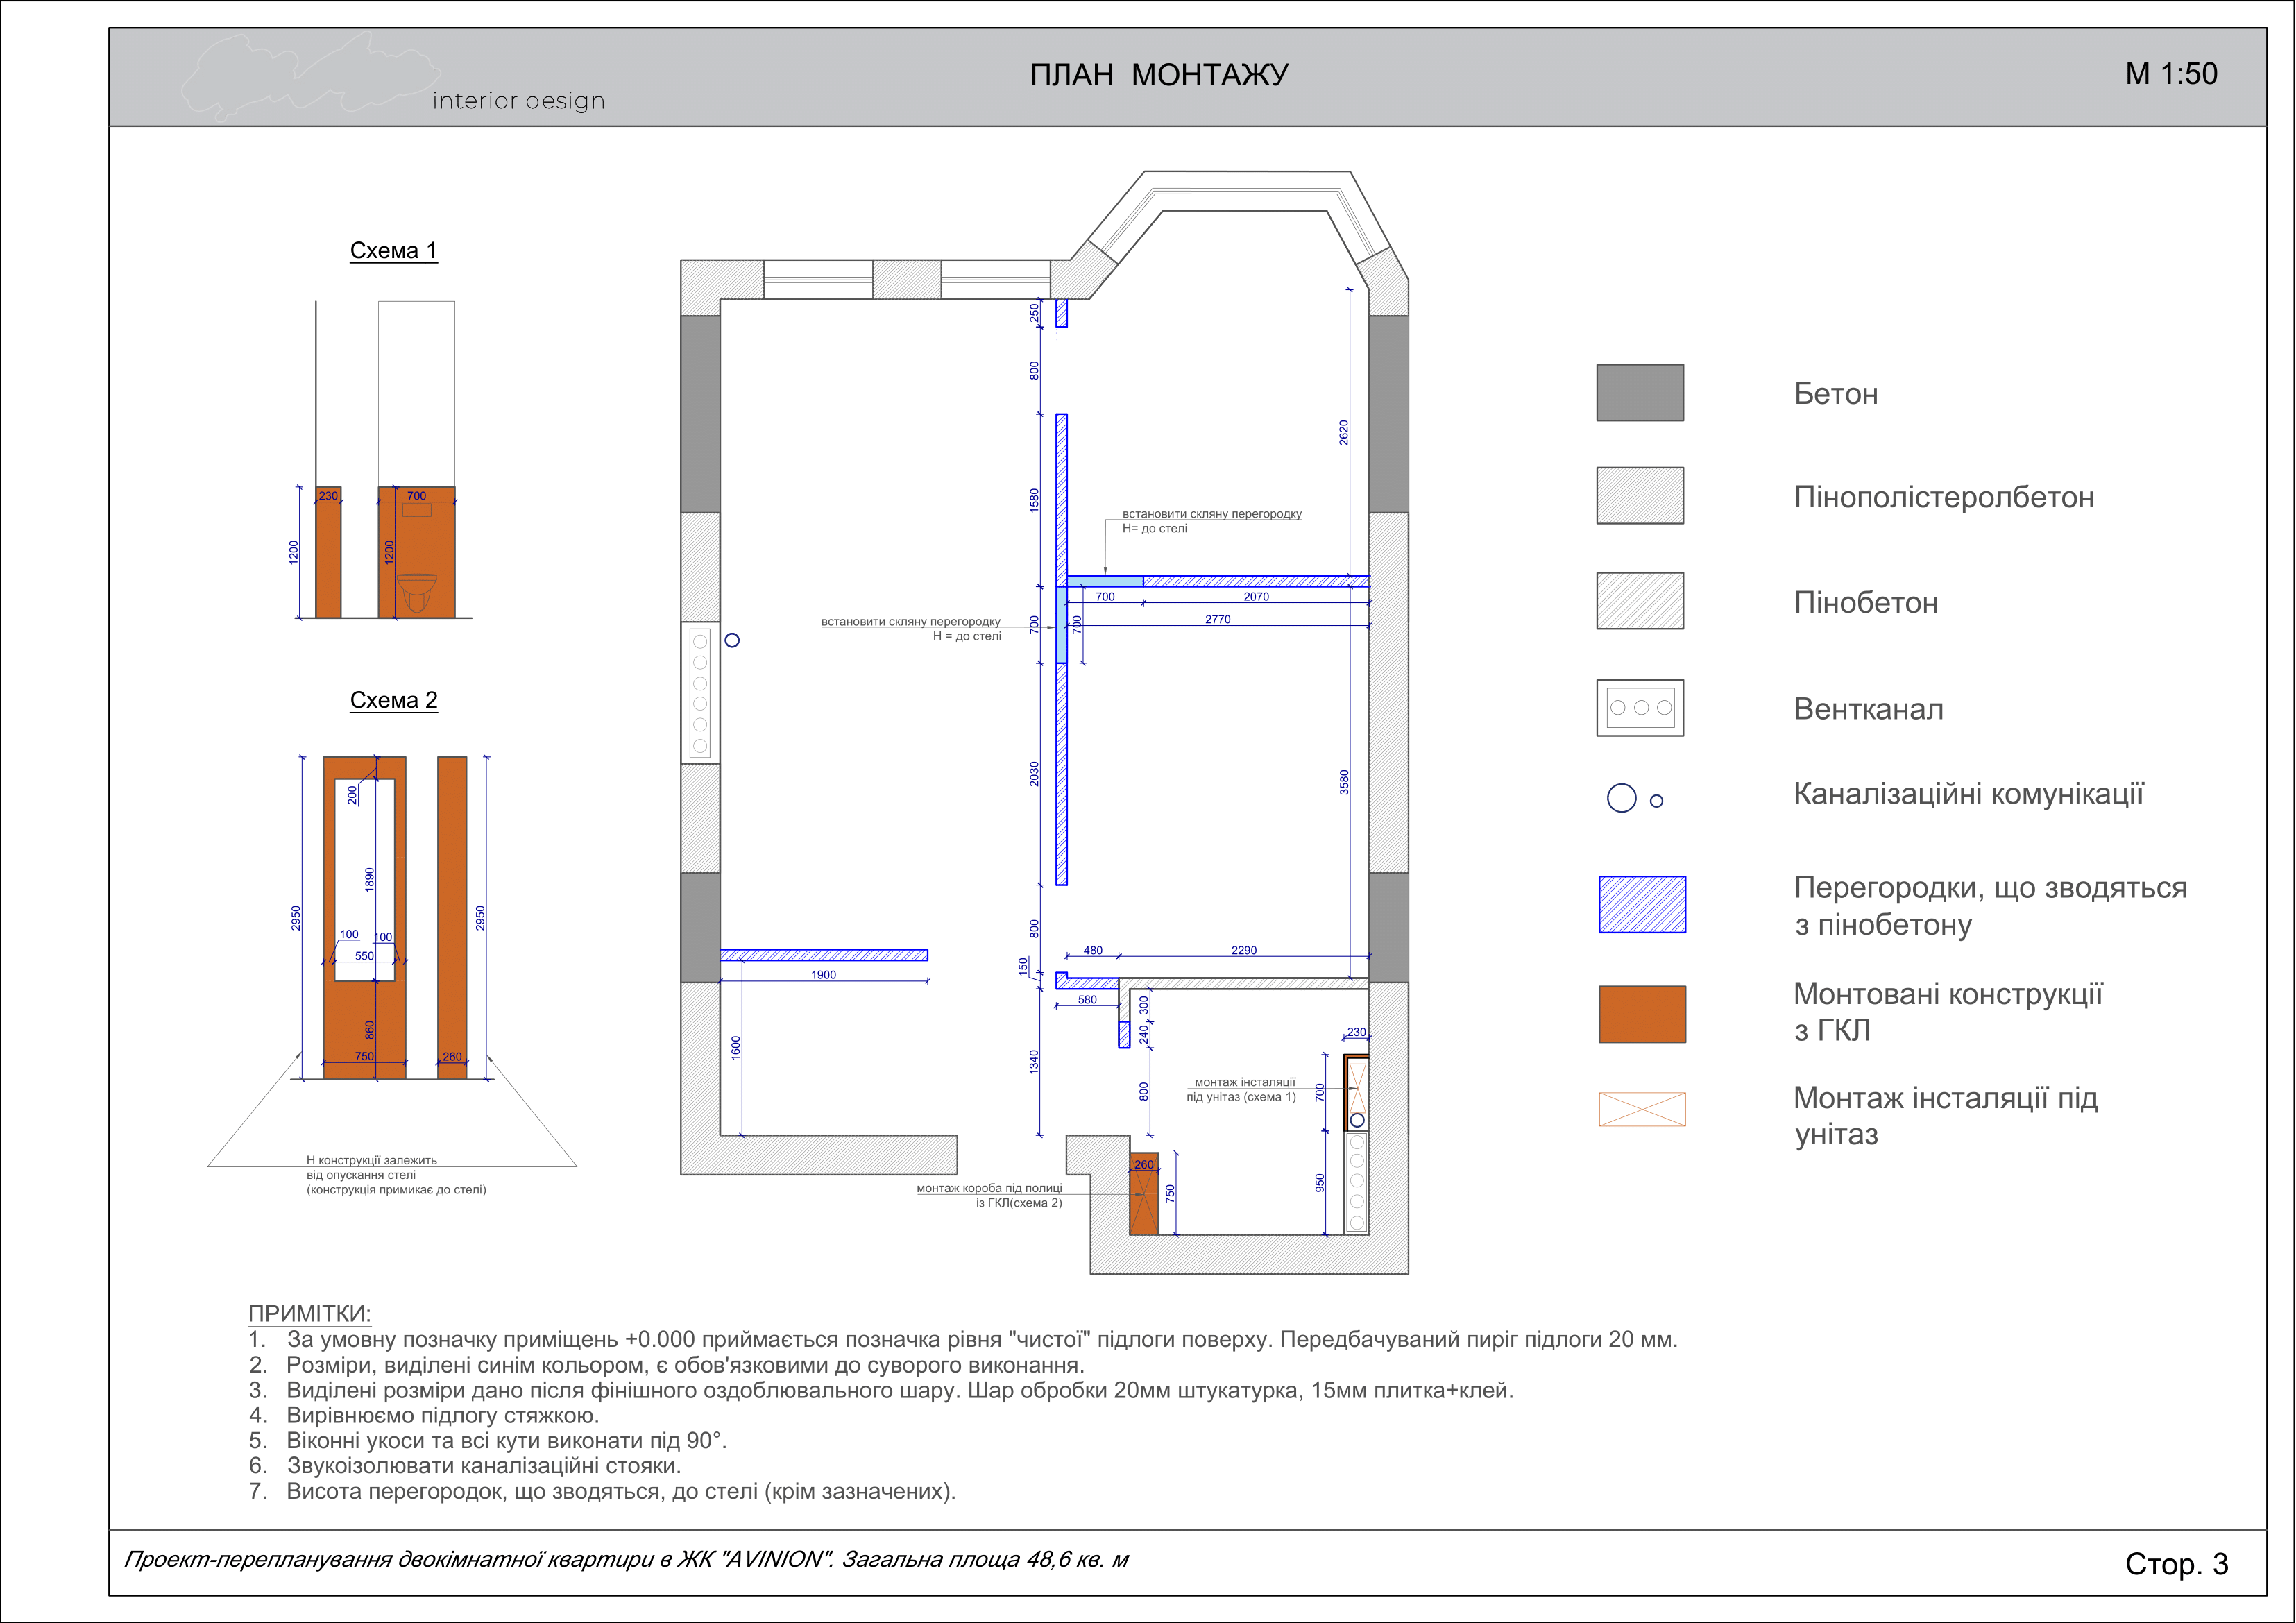 interior design
ПЛАН МОНТАЖУ
М 1:50
Схема 1
230
700
1200
1200
Схема 2
2950
200
1890
100
100
550
860
750
260
2950
Н конструкції залежить
від опускання стелі
(конструкція примикає до стелі)
250
800
1580
2620
встановити скляну перегородку
Н= до стелі
700
2070
2770
встановити скляну перегородку
Н = до стелі
700
700
2030
3580
800
480
2290
150
1900
580
300
240
1600
1340
800
230
монтаж інсталяції
під унітаз (схема 1)
700
260
750
950
монтаж короба під полиці
із ГКЛ(схема 2)
Бетон
Пінополістеролбетон
Пінобетон
Вентканал
Каналізаційні комунікації
Перегородки, що зводяться
з пінобетону
Монтовані конструкції
з ГКЛ
Монтаж інсталяції під
унітаз
ПРИМІТКИ:
1. За умовну позначку приміщень +0.000 приймається позначка рівня "чистої" підлоги поверху. Передбачуваний пиріг підлоги 20 мм.
2. Розміри, виділені синім кольором, є обов'язковими до суворого виконання.
3. Виділені розміри дано після фінішного оздоблювального шару. Шар обробки 20мм штукатурка, 15мм плитка+клей.
4. Вирівнюємо підлогу стяжкою.
5. Віконні укоси та всі кути виконати під 90°.
6. Звукоізолювати каналізаційні стояки.
7. Висота перегородок, що зводяться, до стелі (крім зазначених).
Проект-перепланування двокімнатної квартири в ЖК "AVINION". Загальна площа 48,6 кв. м
Стор. 3